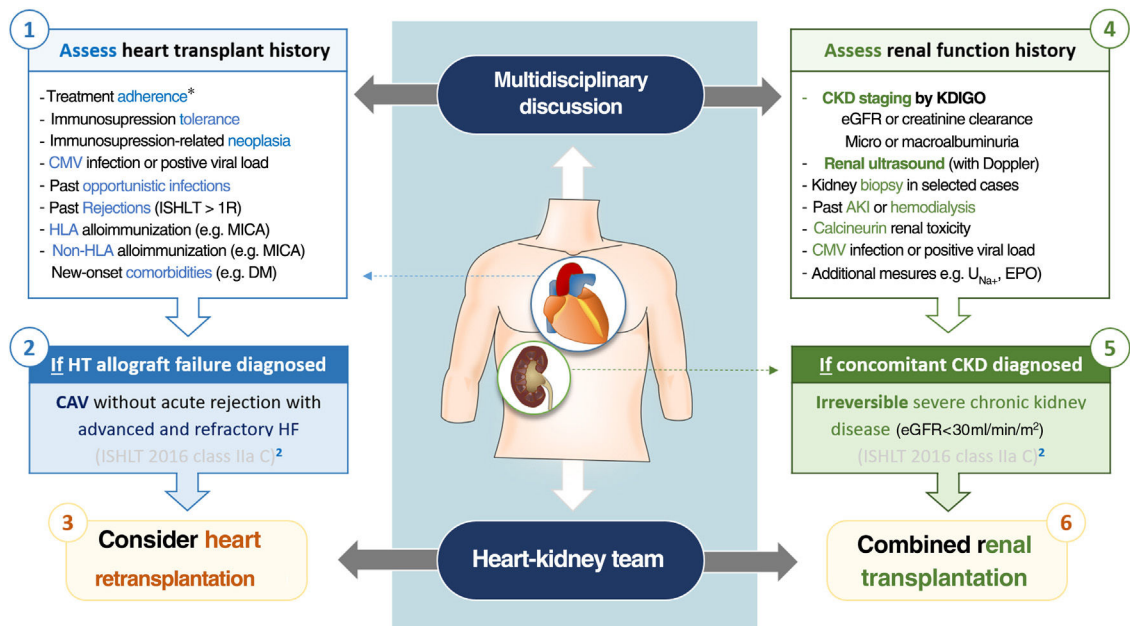 1
Assess heart transplant history
- Treatment adherence*
- Immunosupression tolerance
- Immunosupression-related neoplasia
- CMV infection or postive viral load
- Past opportunistic infections
- Past Rejections (ISHLT > 1R)
- HLA alloimmunization (e.g. MICA)
- Non-HLA alloimmunization (e.g. MICA)
New-onset comorbidities (e.g. DM)
2
If HT allograft failure diagnosed
CAV without acute rejection with
advanced and refractory HF
(ISHLT 2016 class IIa C)2
3
Consider heart
retransplantation
Multidisciplinary
discussion
Heart-kidney team
4
Assess renal function history
- CKD staging by KDIGO
eGFR or creatinine clearance
Micro or macroalbuminuria
- Renal ultrasound (with Doppler)
- Kidney biopsy in selected cases
- Past AKI or hemodialysis
- Calcineurin renal toxicity
- CMV infection or positive viral load
- Additional mesures e.g. UNa+, EPO)
5
If concomitant CKD diagnosed
Irreversible severe chronic kidney
disease (eGFR<30ml/min/m²)
(ISHLT 2016 class IIa C)2
6
Combined renal
transplantation